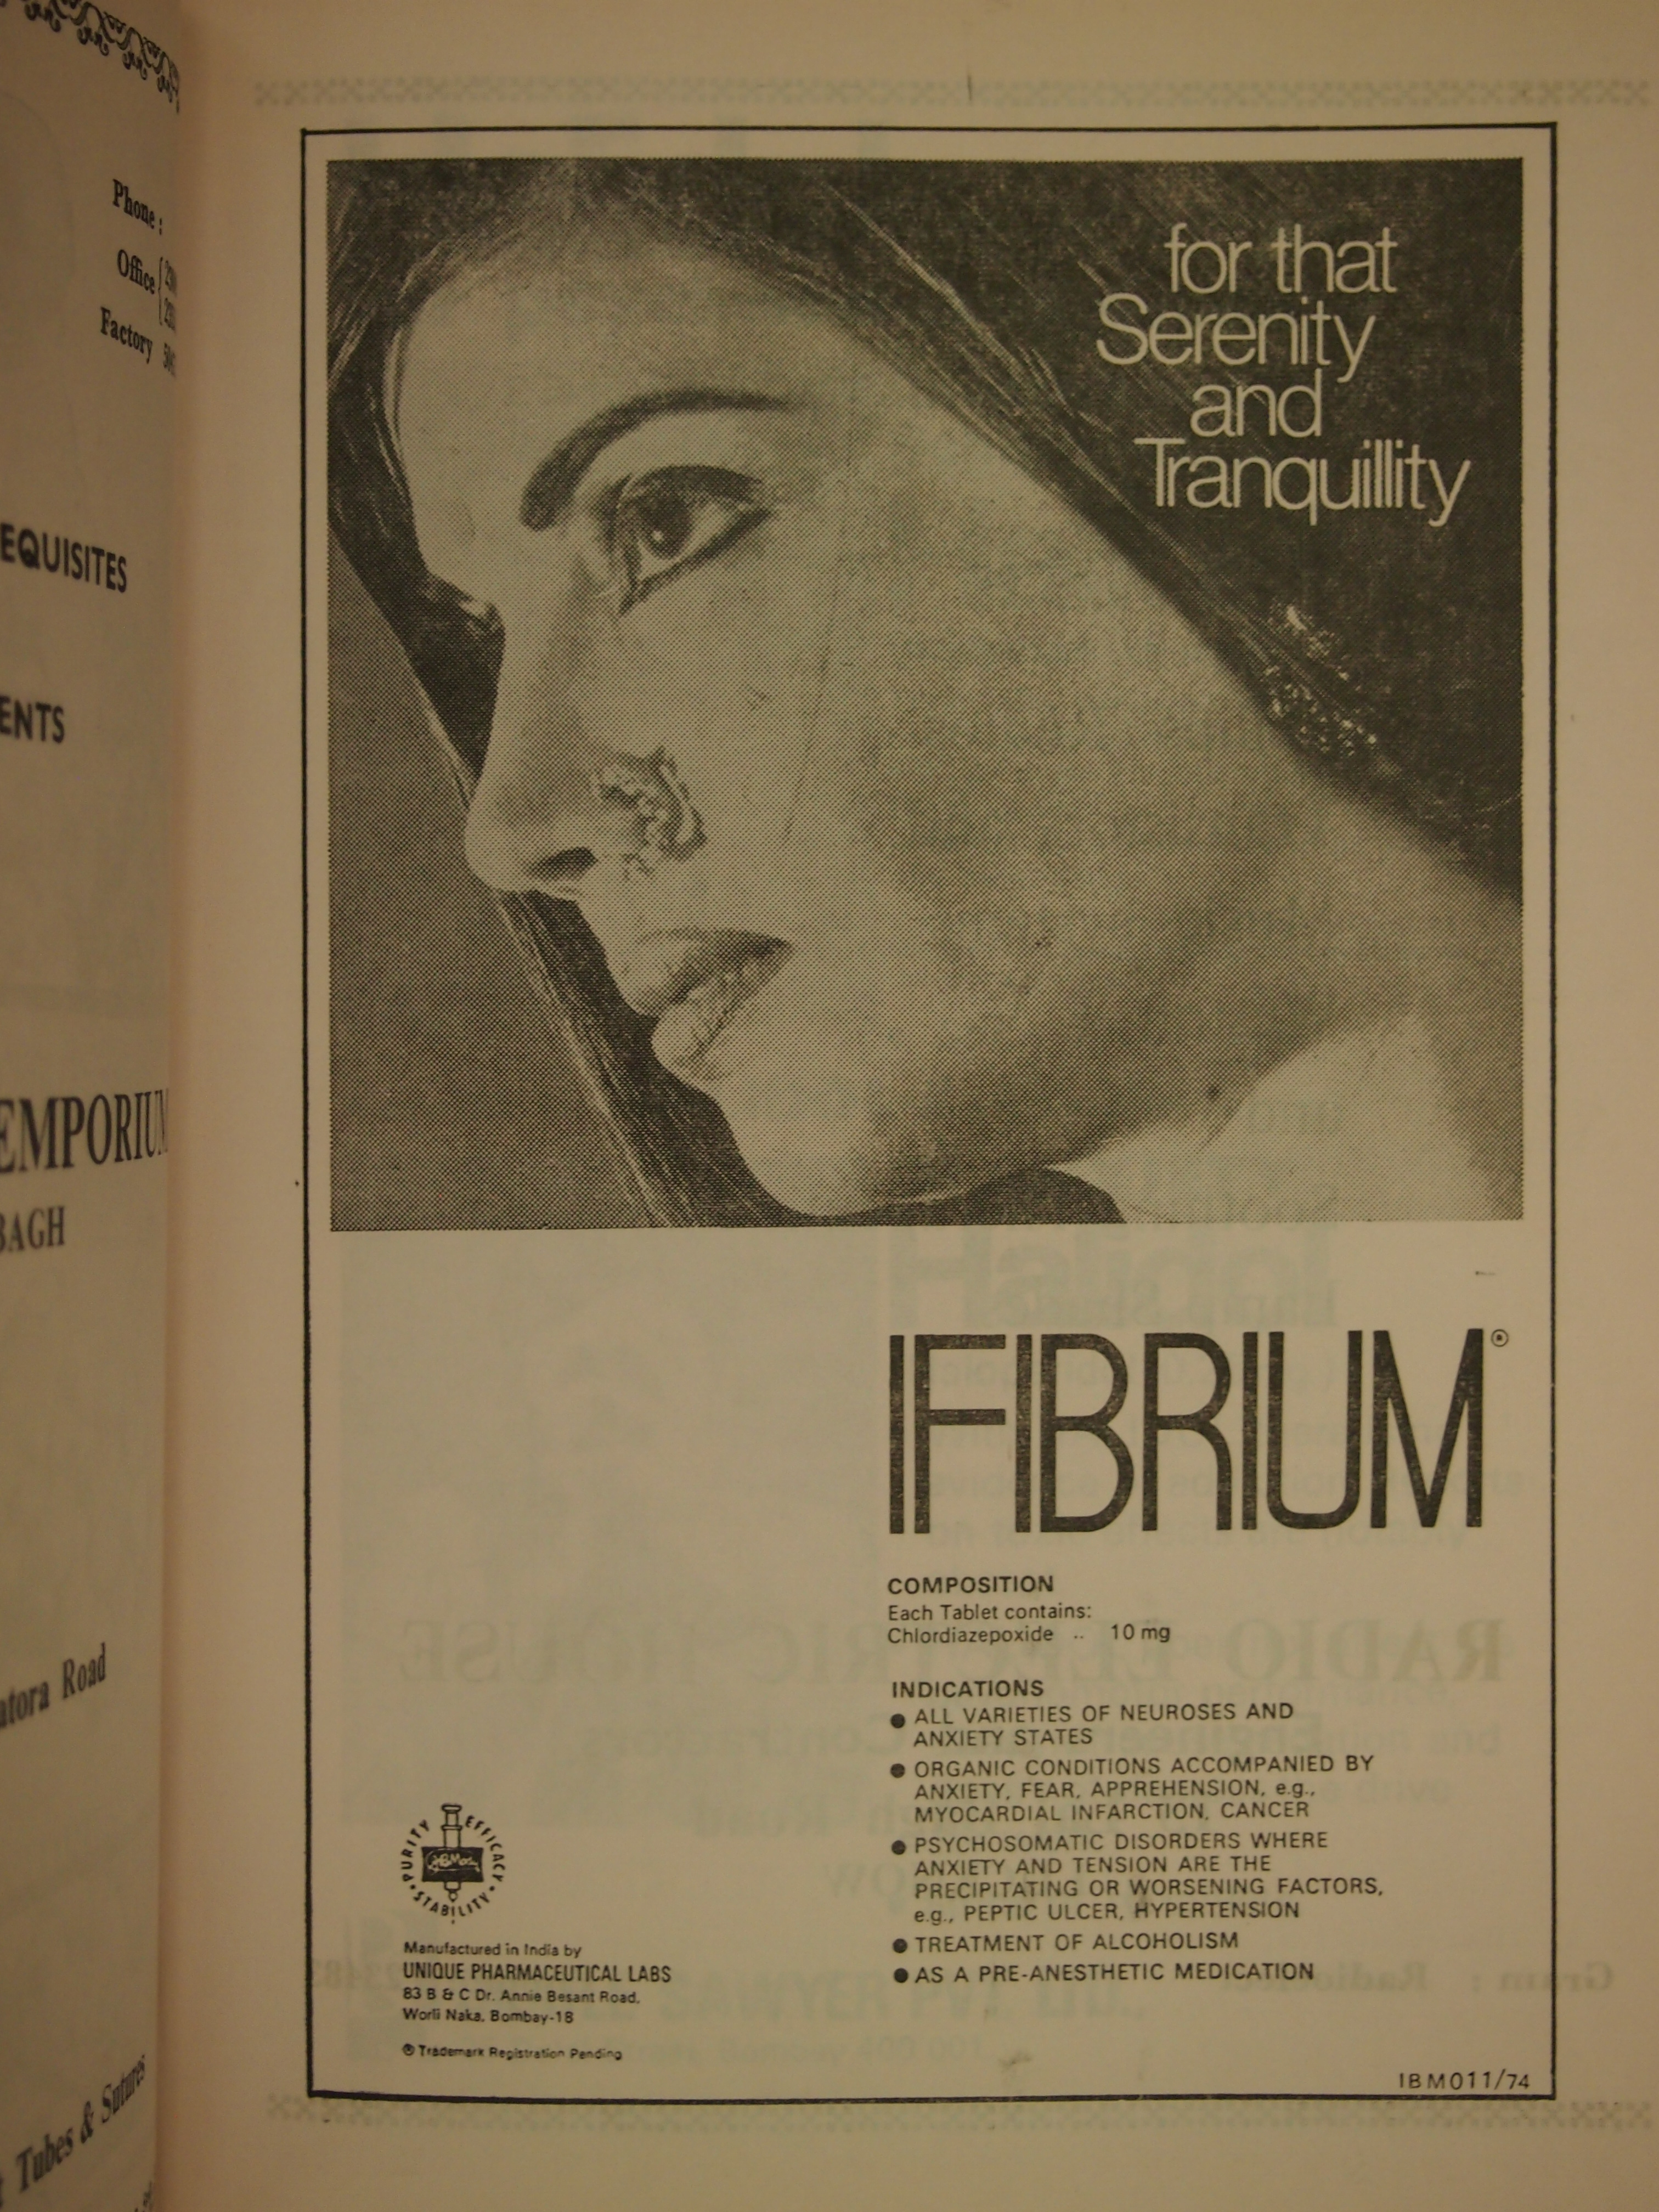 Phone :
Office
Factory
EQUISITES
ENTS
EMPORIUM
BAGH
atora Road
Tubes & Sutures
for that
Serenity
and
Tranquillity
IFIBRIUM
COMPOSITION
Each Tablet contains:
Chlordiazepoxide .. 10 mg
INDICATIONS
● ALL VARIETIES OF NEUROSES AND
ANXIETY STATES
● ORGANIC CONDITIONS ACCOMPANIED BY
ANXIETY, FEAR, APPREHENSION, e.g.,
MYOCARDIAL INFARCTION, CANCER
● PSYCHOSOMATIC DISORDERS WHERE
ANXIETY AND TENSION ARE THE
PRECIPITATING OR WORSENING FACTORS,
e.g., PEPTIC ULCER, HYPERTENSION
● TREATMENT OF ALCOHOLISM
● AS A PRE-ANESTHETIC MEDICATION
PURITY • EFFICACY • STABILITY •
Manufactured in India by
UNIQUE PHARMACEUTICAL LABS
83 B & C Dr. Annie Besant Road,
Worli Naka, Bombay-18
® Trademark Registration Pending
IBM011/74